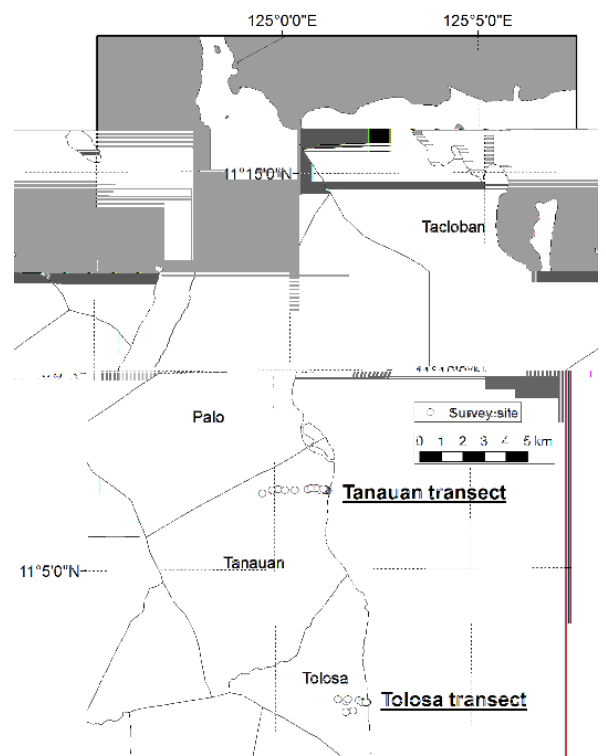 125°0'0"E 125°5'0"E
11°15'0"N
Tacloban
Palo
Survey site
0 1 2 3 4 5 km
Tanauan transect
Tanauan
11°5'0"N
Tolosa
Tolosa transect